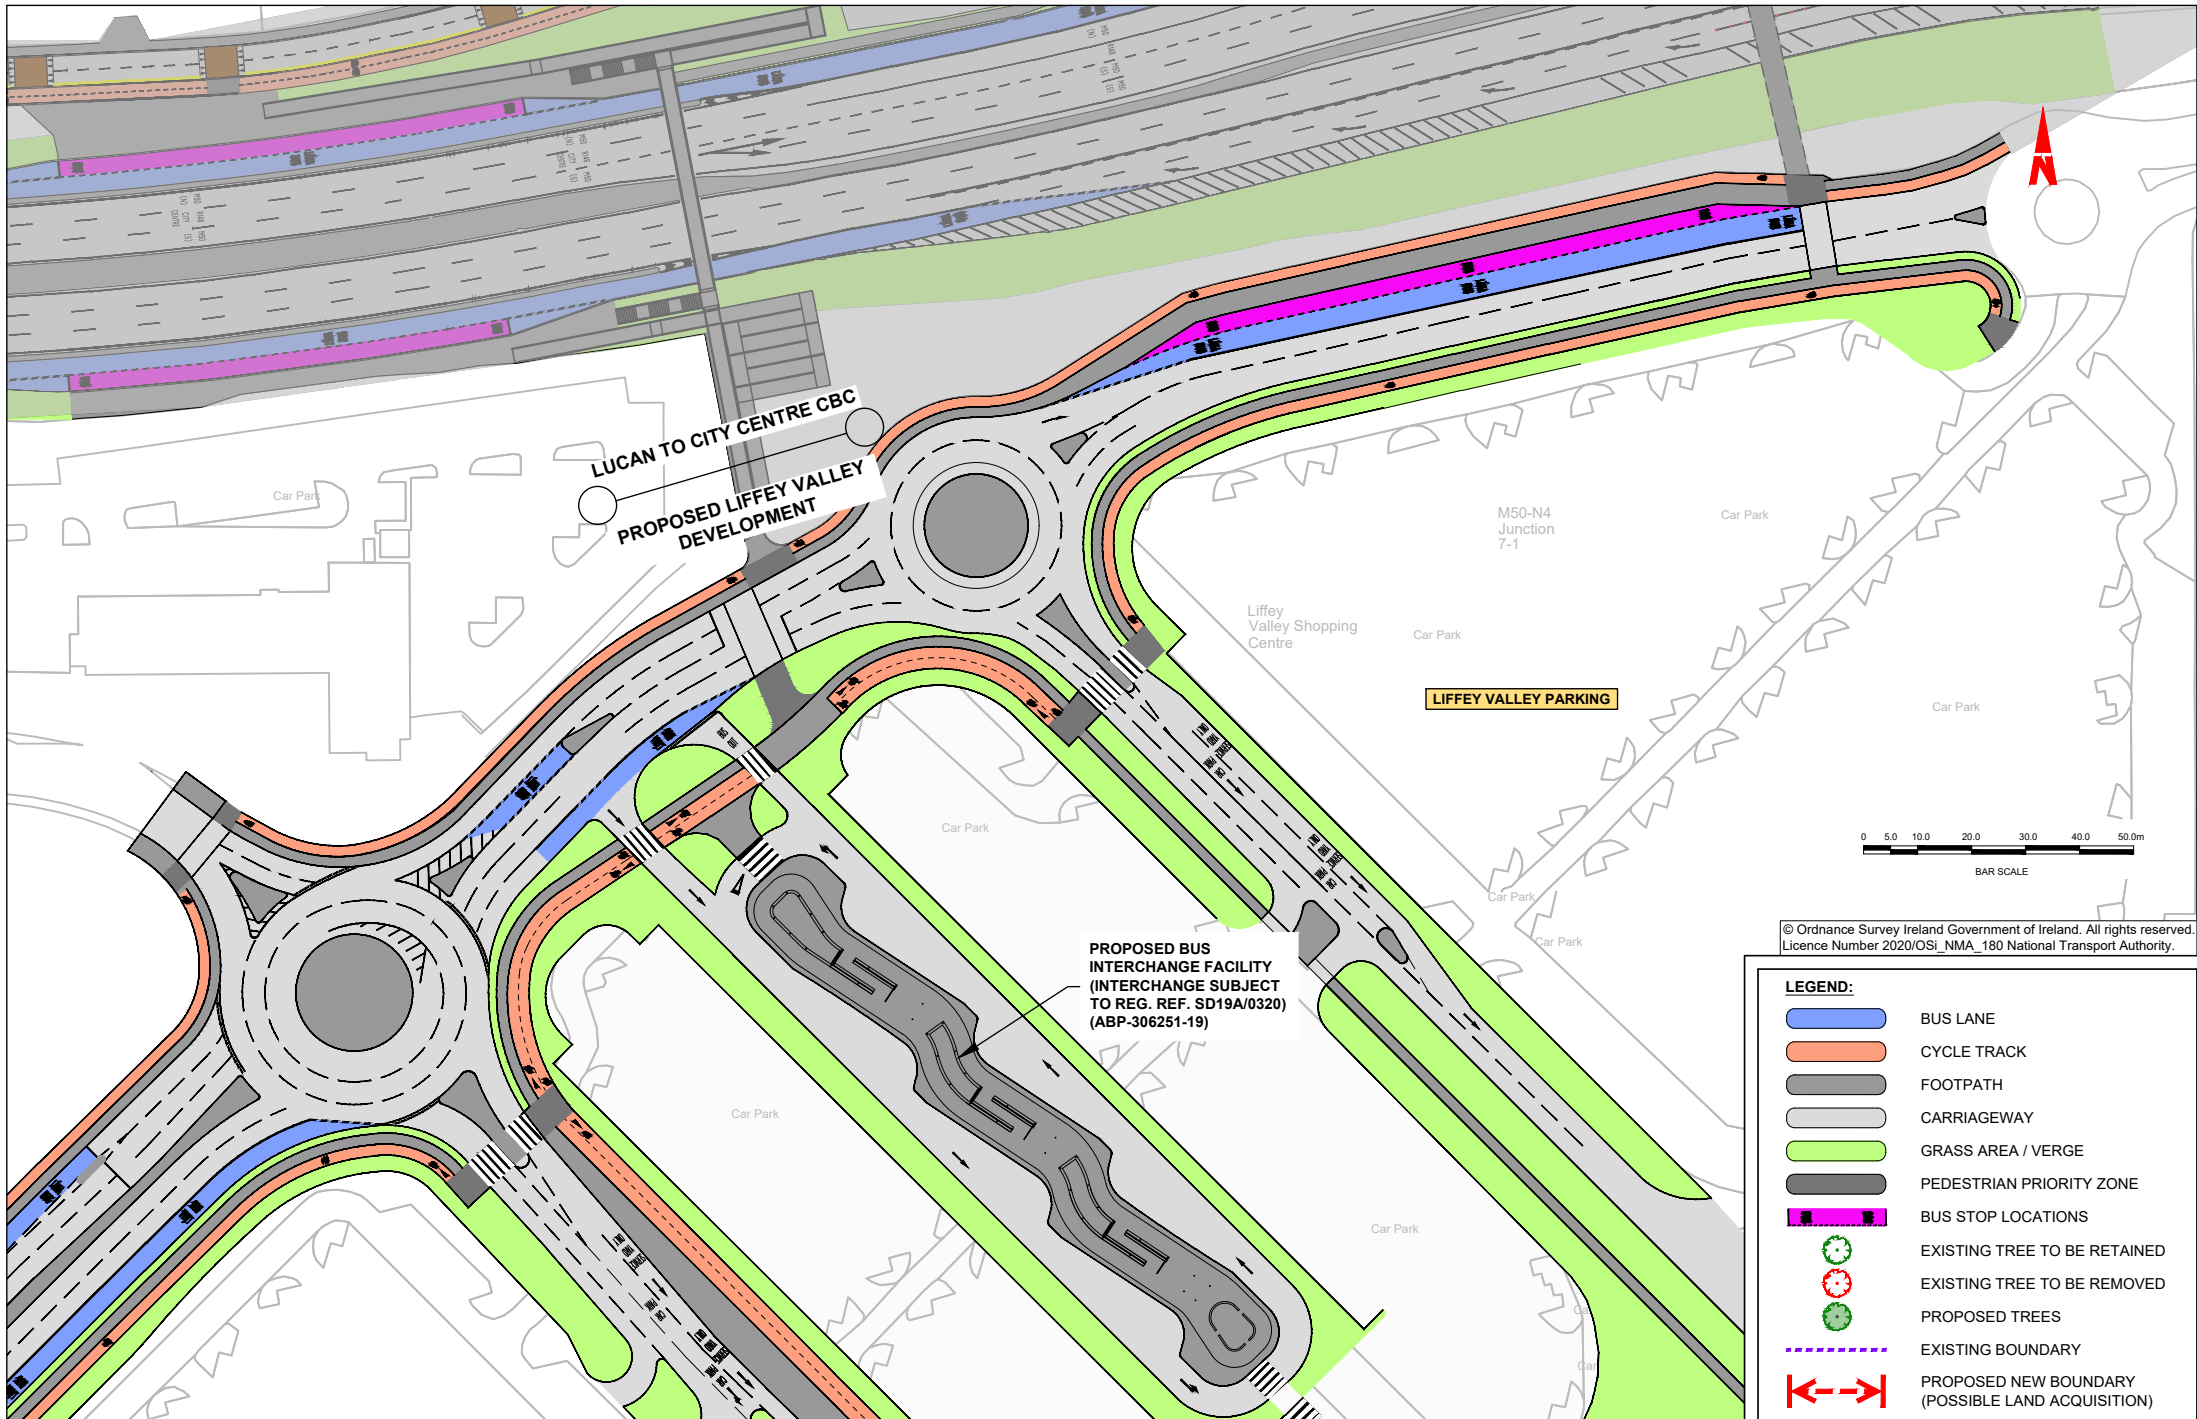 LUCAN TO CITY CENTRE CBC
PROPOSED LIFFEY VALLEY
DEVELOPMENT
N
Car Park
M50-N4
Junction
7-1
Car Park
Liffey
Valley Shopping
Centre
Car Park
LIFFEY VALLEY PARKING
Car Park
Car Park
Car Park
Car Park
Car Park
Car Park
PROPOSED BUS
INTERCHANGE FACILITY
(INTERCHANGE SUBJECT
TO REG. REF. SD19A/0320)
(ABP-306251-19)
0 5.0 10.0 20.0 30.0 40.0 50.0m
BAR SCALE
© Ordnance Survey Ireland Government of Ireland. All rights reserved.
Licence Number 2020/OSi_NMA_180 National Transport Authority.
LEGEND:
BUS LANE
CYCLE TRACK
FOOTPATH
CARRIAGEWAY
GRASS AREA / VERGE
PEDESTRIAN PRIORITY ZONE
BUS STOP LOCATIONS
EXISTING TREE TO BE RETAINED
EXISTING TREE TO BE REMOVED
PROPOSED TREES
EXISTING BOUNDARY
PROPOSED NEW BOUNDARY
(POSSIBLE LAND ACQUISITION)